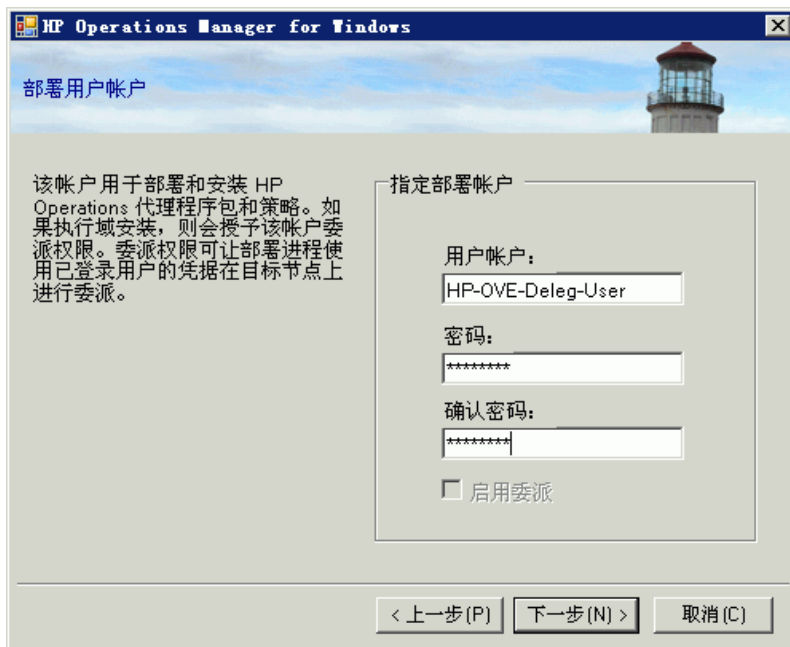 HP Operations Manager for Windows
部署用户帐户
该帐户用于部署和安装 HP
Operations 代理程序包和策略。如
果执行域安装，则会授予该帐户委
派权限。委派权限可让部署进程使
用已登录用户的凭据在目标节点上
进行委派。
指定部署帐户
用户帐户：
HP-OVE-Deleg-User
密码：
********
确认密码：
********
启用委派
< 上一步(P)
下一步(N) >
取消(C)